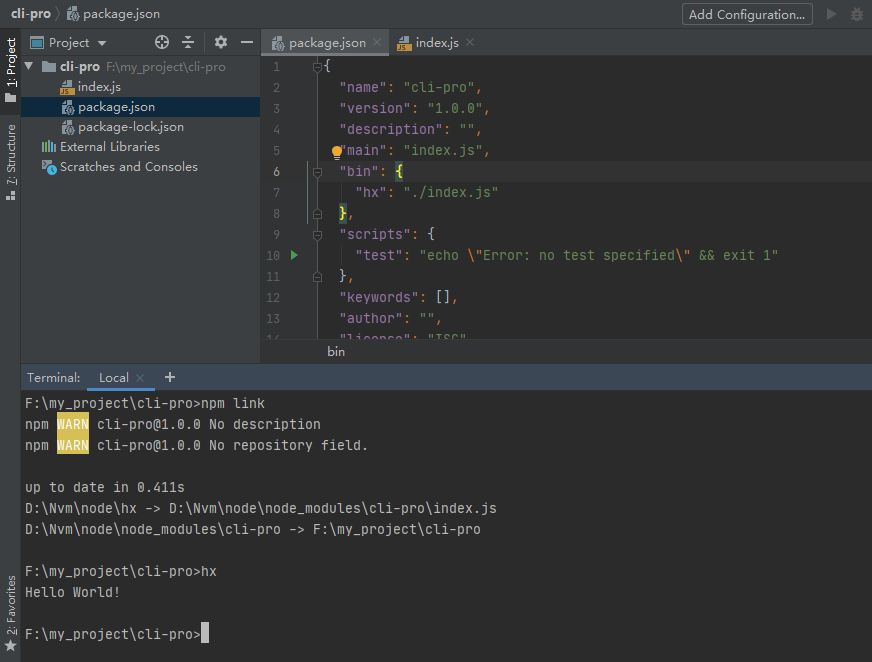 cli-pro package.json
Add Configuration...
1: Project
Project
package.json
index.js
cli-pro F:\my_project\cli-pro
index.js
package.json
package-lock.json
External Libraries
Scratches and Consoles
7: Structure
1 {
2 "name": "cli-pro",
3 "version": "1.0.0",
4 "description": "",
5 "main": "index.js",
6 "bin": {
7 "hx": "./index.js"
8 },
9 "scripts": {
10 "test": "echo \"Error: no test specified\" && exit 1"
11 },
12 "keywords": [],
13 "author": "",
14 "license": "ISC"
bin
Terminal: Local +
F:\my_project\cli-pro>npm link
npm WARN cli-pro@1.0.0 No description
npm WARN cli-pro@1.0.0 No repository field.
up to date in 0.411s
D:\Nvm\node\hx -> D:\Nvm\node\node_modules\cli-pro\index.js
D:\Nvm\node\node_modules\cli-pro -> F:\my_project\cli-pro
F:\my_project\cli-pro>hx
Hello World!
F:\my_project\cli-pro>
2: Favorites